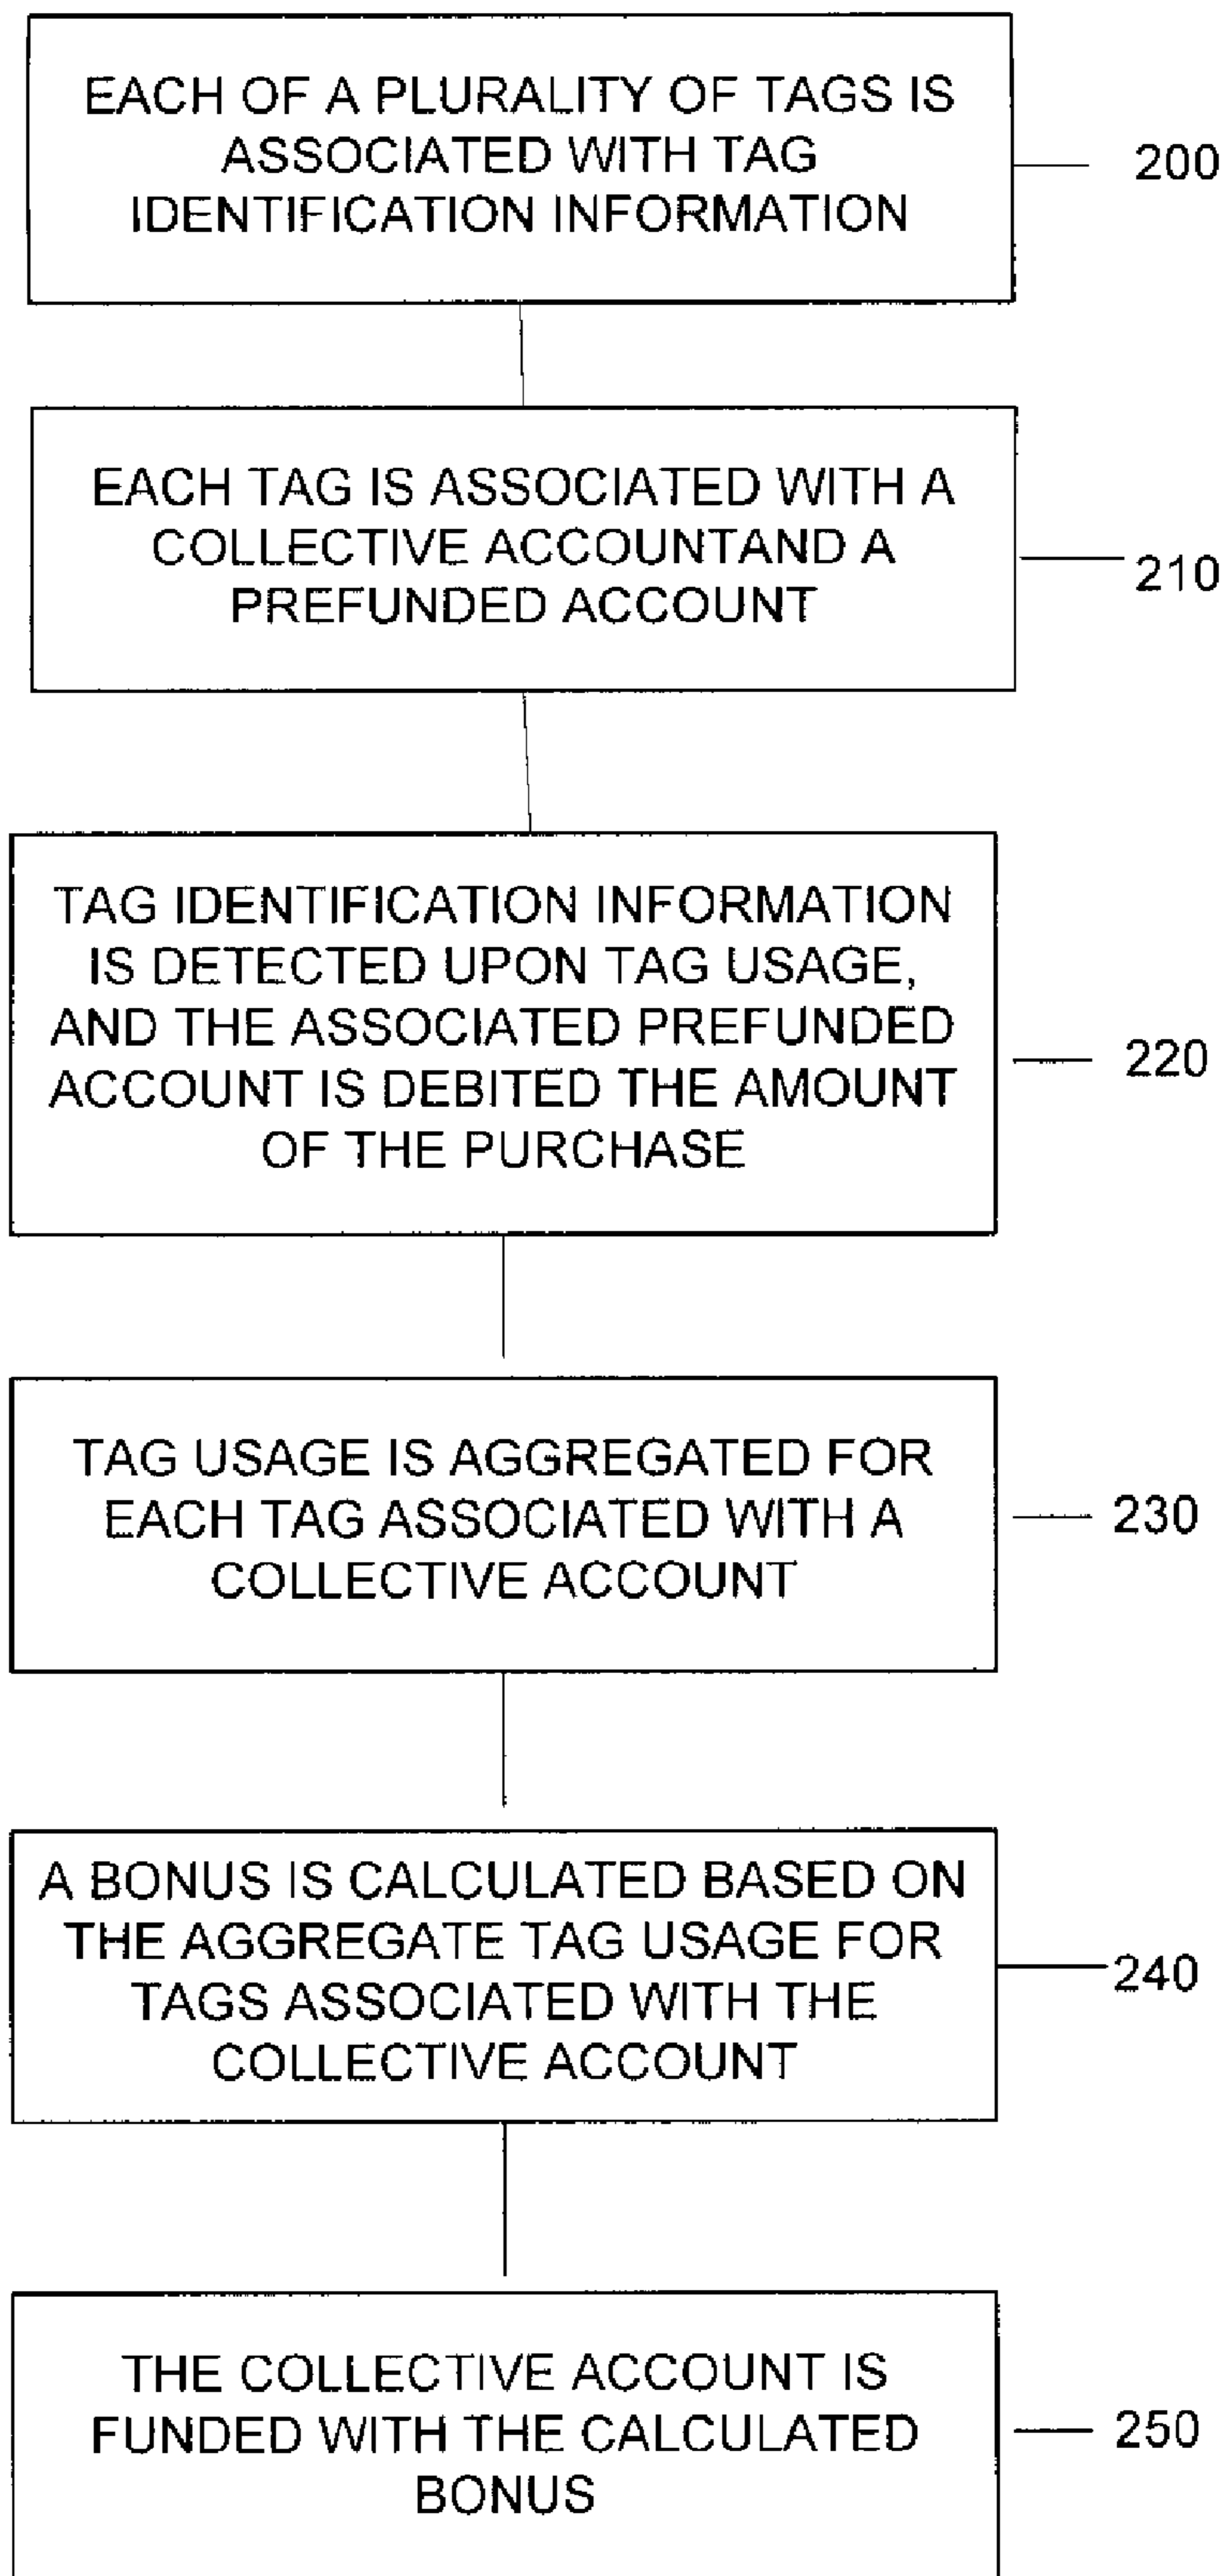 EACH OF A PLURALITY OF TAGS IS
ASSOCIATED WITH TAG
IDENTIFICATION INFORMATION
200
EACH TAG IS ASSOCIATED WITH A
COLLECTIVE ACCOUNTAND A
PREFUNDED ACCOUNT
210
TAG IDENTIFICATION INFORMATION
IS DETECTED UPON TAG USAGE,
AND THE ASSOCIATED PREFUNDED
ACCOUNT IS DEBITED THE AMOUNT
OF THE PURCHASE
220
TAG USAGE IS AGGREGATED FOR
EACH TAG ASSOCIATED WITH A
COLLECTIVE ACCOUNT
230
A BONUS IS CALCULATED BASED ON
THE AGGREGATE TAG USAGE FOR
TAGS ASSOCIATED WITH THE
COLLECTIVE ACCOUNT
240
THE COLLECTIVE ACCOUNT IS
FUNDED WITH THE CALCULATED
BONUS
250